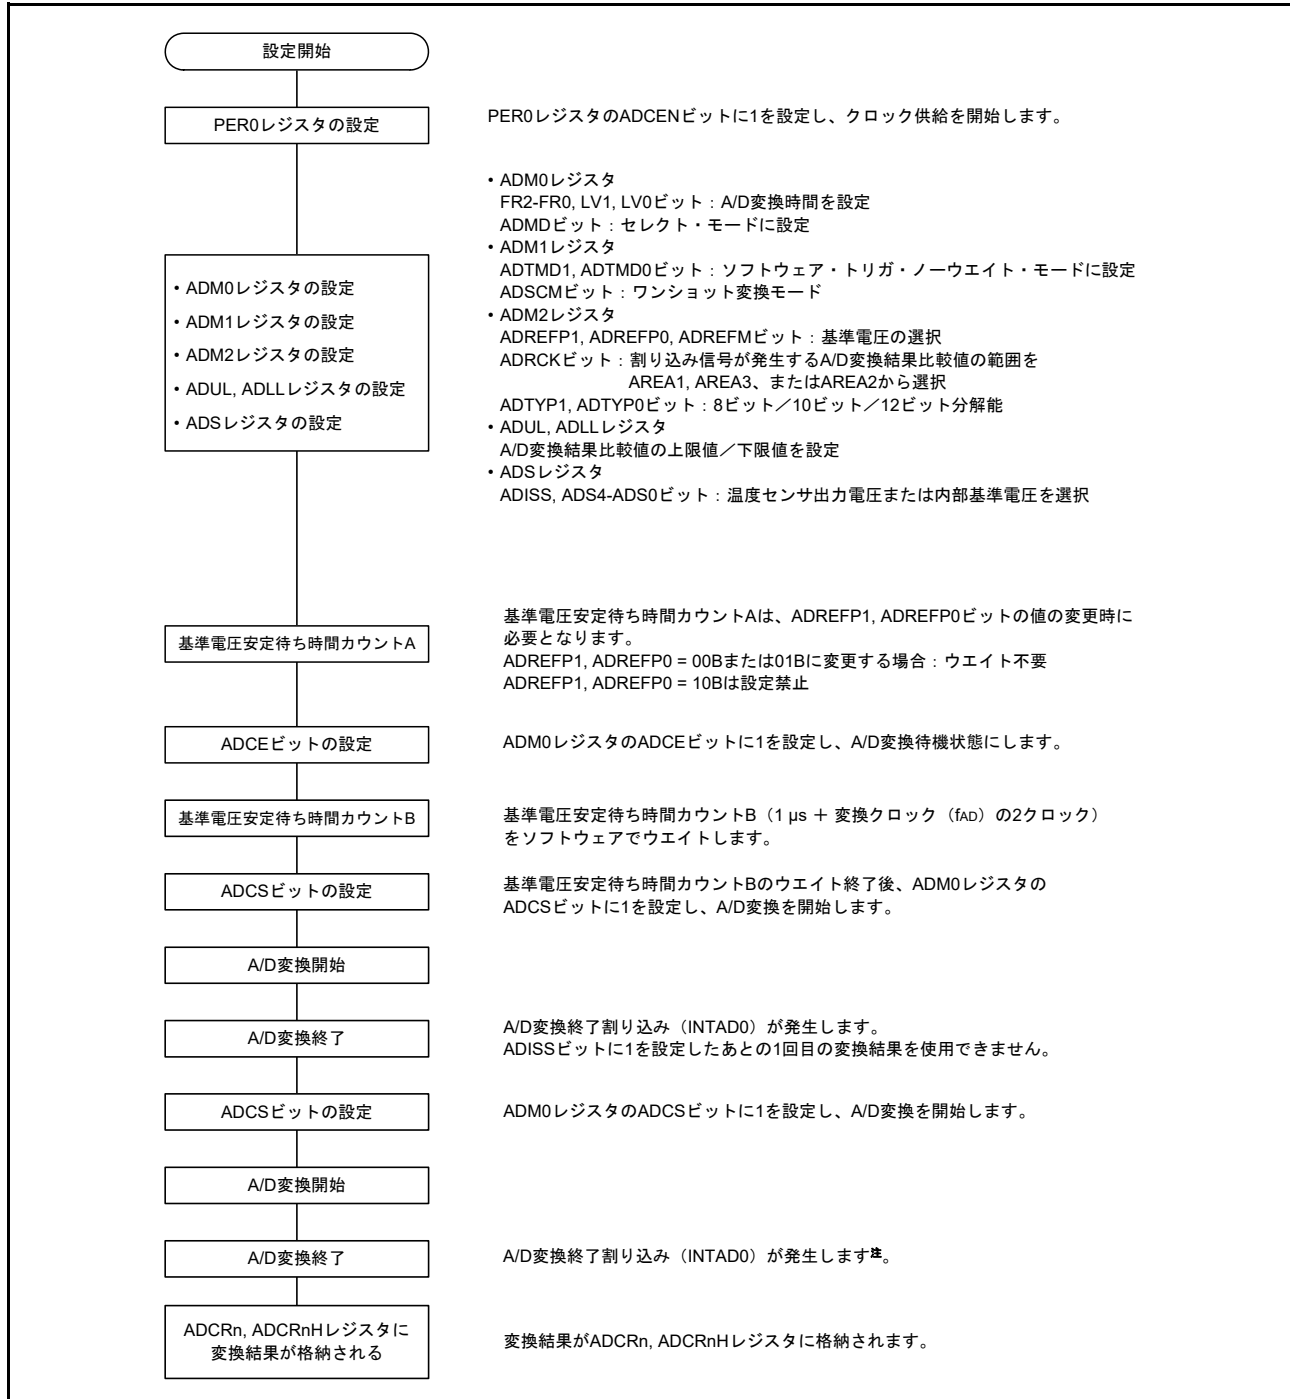 設定開始
PER0レジスタの設定
PER0レジスタのADCENビットに1を設定し、クロック供給を開始します。
• ADM0レジスタの設定
• ADM1レジスタの設定
• ADM2レジスタの設定
• ADUL, ADLLレジスタの設定
• ADSレジスタの設定
• ADM0レジスタ
FR2-FR0, LV1, LV0ビット：A/D変換時間を設定
ADMDビット：セレクト・モードに設定
• ADM1レジスタ
ADTMD1, ADTMD0ビット：ソフトウェア・トリガ・ノーウエイト・モードに設定
ADSCMビット：ワンショット変換モード
• ADM2レジスタ
ADREFP1, ADREFP0, ADREFMビット：基準電圧の選択
ADRCKビット：割り込み信号が発生するA/D変換結果比較値の範囲を
AREA1, AREA3、またはAREA2から選択
ADTYP1, ADTYP0ビット：8ビット／10ビット／12ビット分解能
• ADUL, ADLLレジスタ
A/D変換結果比較値の上限値／下限値を設定
• ADSレジスタ
ADISS, ADS4-ADS0ビット：温度センサ出力電圧または内部基準電圧を選択
基準電圧安定待ち時間カウントA
基準電圧安定待ち時間カウントAは、ADREFP1, ADREFP0ビットの値の変更時に
必要となります。
ADREFP1, ADREFP0 = 00Bまたは01Bに変更する場合：ウエイト不要
ADREFP1, ADREFP0 = 10Bは設定禁止
ADCEビットの設定
ADM0レジスタのADCEビットに1を設定し、A/D変換待機状態にします。
基準電圧安定待ち時間カウントB
基準電圧安定待ち時間カウントB（1 µs ＋ 変換クロック（fAD）の2クロック）
をソフトウェアでウエイトします。
ADCSビットの設定
基準電圧安定待ち時間カウントBのウエイト終了後、ADM0レジスタの
ADCSビットに1を設定し、A/D変換を開始します。
A/D変換開始
A/D変換終了
A/D変換終了割り込み（INTAD0）が発生します。
ADISSビットに1を設定したあとの1回目の変換結果を使用できません。
ADCSビットの設定
ADM0レジスタのADCSビットに1を設定し、A/D変換を開始します。
A/D変換開始
A/D変換終了
A/D変換終了割り込み（INTAD0）が発生します注。
ADCRn, ADCRnHレジスタに
変換結果が格納される
変換結果がADCRn, ADCRnHレジスタに格納されます。